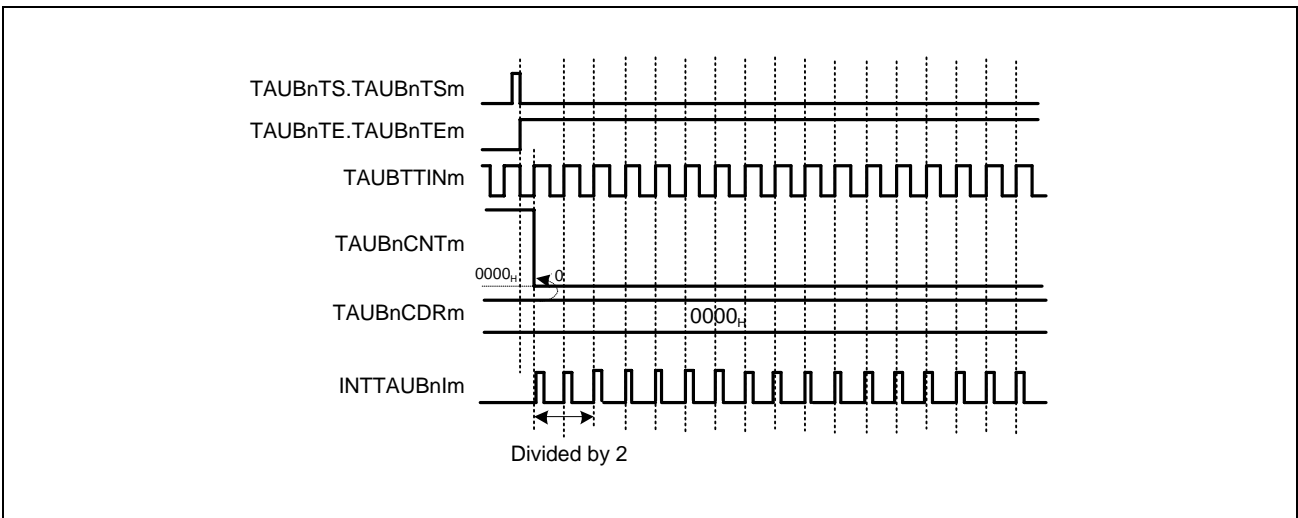 TAUBnTS.TAUBnTSm
TAUBnTE.TAUBnTEm
TAUBTTINm
TAUBnCNTm
0000H
0
TAUBnCDRm
0000H
INTTAUBnIm
Divided by 2